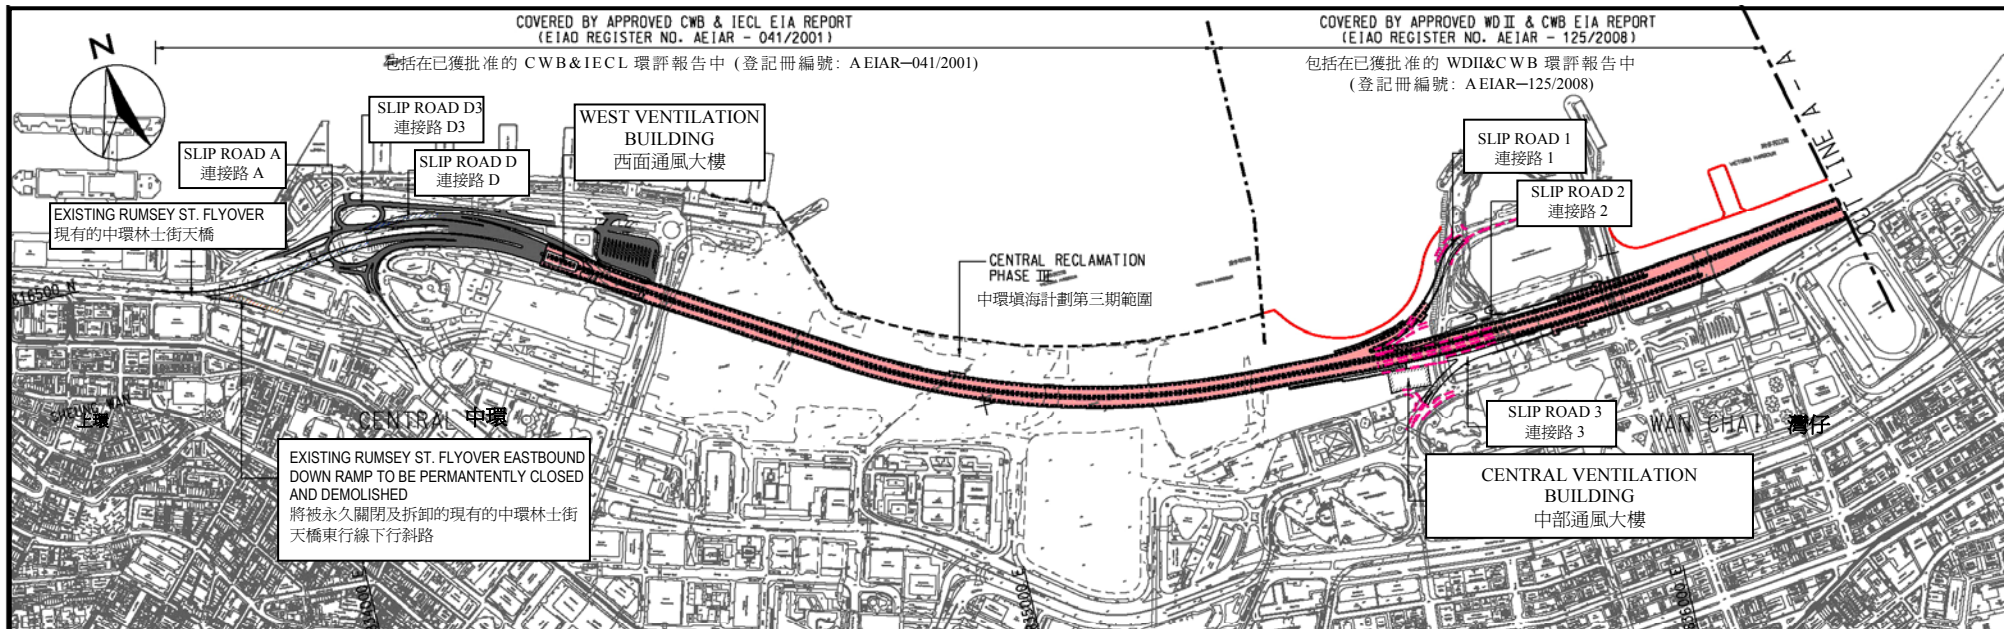 COVERED BY APPROVED CWB & IECL EIA REPORT
(EIAO REGISTER NO. AEIAR - 041/2001)
包括在已獲批准的 CWB&IECL 環評報告中 (登記冊編號: AEIAR─041/2001)
COVERED BY APPROVED WDII & CWB EIA REPORT
(EIAO REGISTER NO. AEIAR - 125/2008)
包括在已獲批准的 WDII&CWB 環評報告中
(登記冊編號: AEIAR─125/2008)
N
CUT LINE A - A
SLIP ROAD D3
連接路 D3
SLIP ROAD A
連接路 A
SLIP ROAD D
連接路 D
WEST VENTILATION
BUILDING
西面通風大樓
EXISTING RUMSEY ST. FLYOVER
現有的中環林士街天橋
SLIP ROAD 1
連接路 1
SLIP ROAD 2
連接路 2
VICTORIA HARBOUR
CENTRAL RECLAMATION
PHASE III
中環填海計劃第三期範圍
816500 N
SHEUNG WAN
上環
CENTRAL 中環
SLIP ROAD 3
連接路 3
WAN CHAI 灣仔
EXISTING RUMSEY ST. FLYOVER EASTBOUND
DOWN RAMP TO BE PERMANTENTLY CLOSED
AND DEMOLISHED
將被永久關閉及拆卸的現有的中環林士街
天橋東行線下行斜路
CENTRAL VENTILATION
BUILDING
中部通風大樓
836000 E